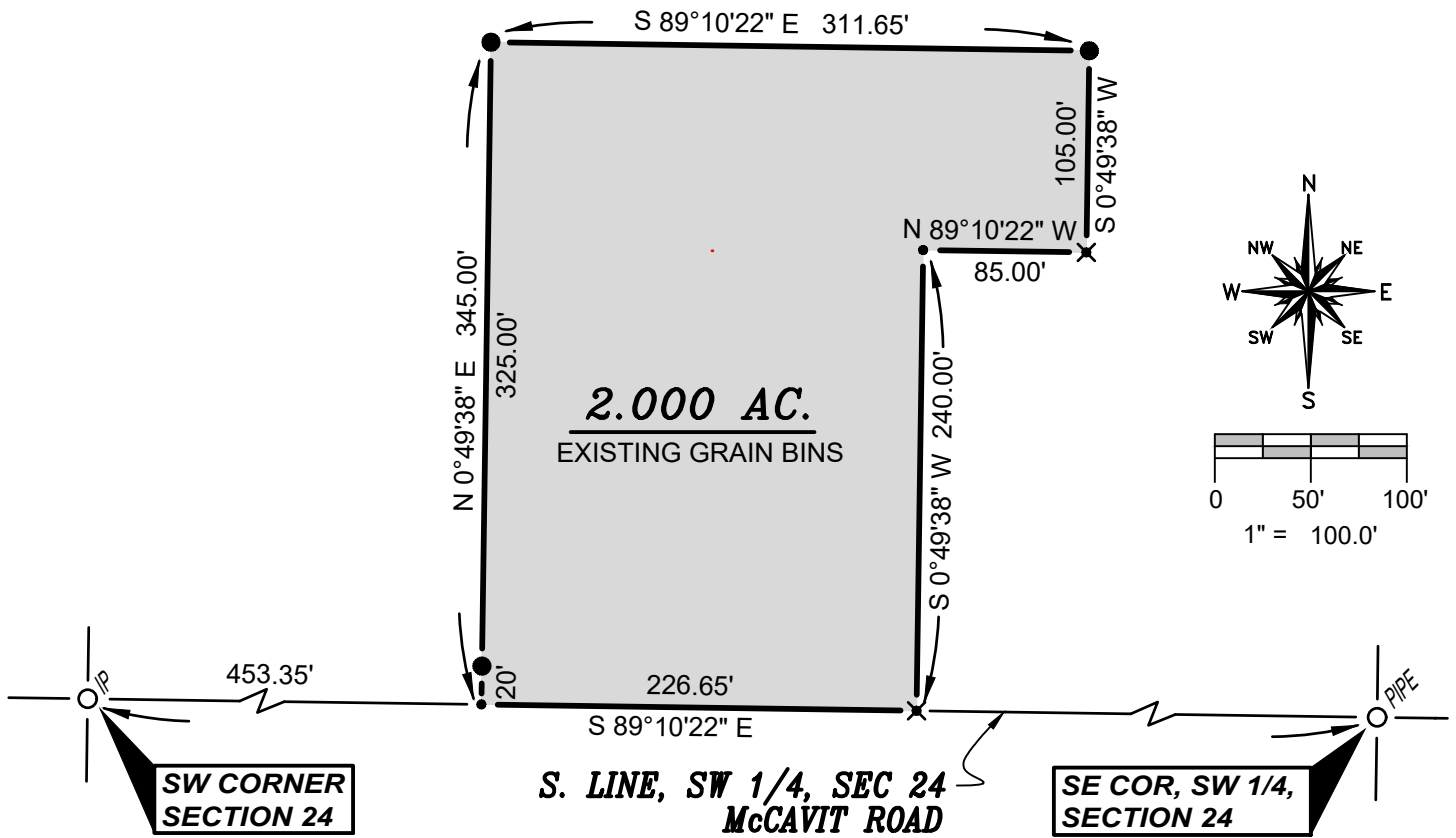 S 89°10'22" E 311.65'
105.00'
S 0°49'38" W
N 89°10'22" W
85.00'
N 0°49'38" E 345.00'
325.00'
S 0°49'38" W 240.00'
2.000 AC.
EXISTING GRAIN BINS
N
NW
NE
W
E
SW
SE
S
0 50' 100'
1" = 100.0'
IP
453.35'
20'
226.65'
S 89°10'22" E
PIPE
SW CORNER
SECTION 24
S. LINE, SW 1/4, SEC 24
McCAVIT ROAD
SE COR, SW 1/4,
SECTION 24